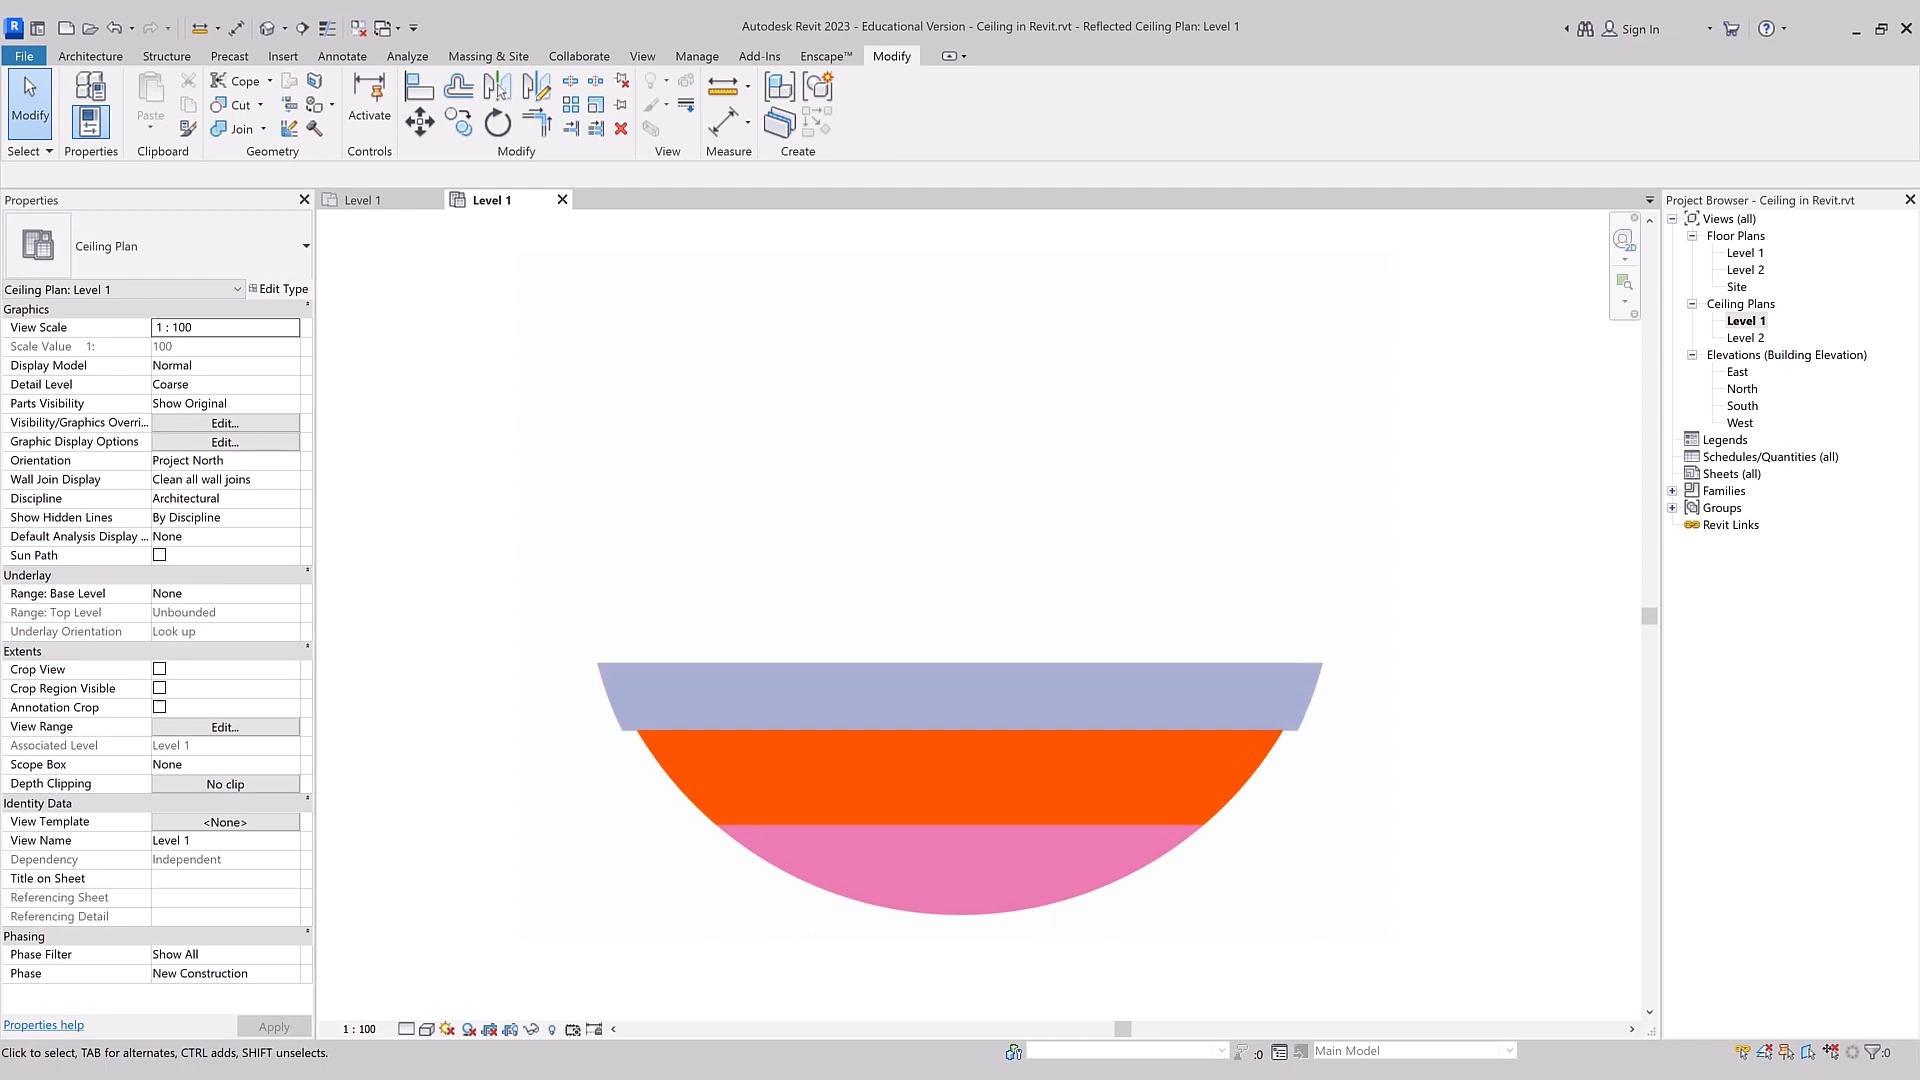 Autodesk Revit 2023 - Educational Version - Ceiling in Revit.rvt - Reflected Ceiling Plan: Level 1
Sign In
File Architecture Structure Precast Insert Annotate Analyze Massing & Site Collaborate View Manage Add-Ins Enscape™ Modify
Modify
Paste
Cope
Cut
Join
Activate
Select Properties Clipboard Geometry Controls Modify View Measure Create
Properties
Level 1
Level 1
Project Browser - Ceiling in Revit.rvt
Ceiling Plan
Ceiling Plan: Level 1
Edit Type
Graphics
View Scale 1 : 100
Scale Value 1: 100
Display Model Normal
Detail Level Coarse
Parts Visibility Show Original
Visibility/Graphics Overri... Edit...
Graphic Display Options Edit...
Orientation Project North
Wall Join Display Clean all wall joins
Discipline Architectural
Show Hidden Lines By Discipline
Default Analysis Display ... None
Sun Path
Underlay
Range: Base Level None
Range: Top Level Unbounded
Underlay Orientation Look up
Extents
Crop View
Crop Region Visible
Annotation Crop
View Range Edit...
Associated Level Level 1
Scope Box None
Depth Clipping No clip
Identity Data
View Template <None>
View Name Level 1
Dependency Independent
Title on Sheet
Referencing Sheet
Referencing Detail
Phasing
Phase Filter Show All
Phase New Construction
Properties help
Apply
2D
Views (all)
Floor Plans
Level 1
Level 2
Site
Ceiling Plans
Level 1
Level 2
Elevations (Building Elevation)
East
North
South
West
Legends
Schedules/Quantities (all)
Sheets (all)
Families
Groups
Revit Links
1 : 100
Click to select, TAB for alternates, CTRL adds, SHIFT unselects.
:0
Main Model
:0